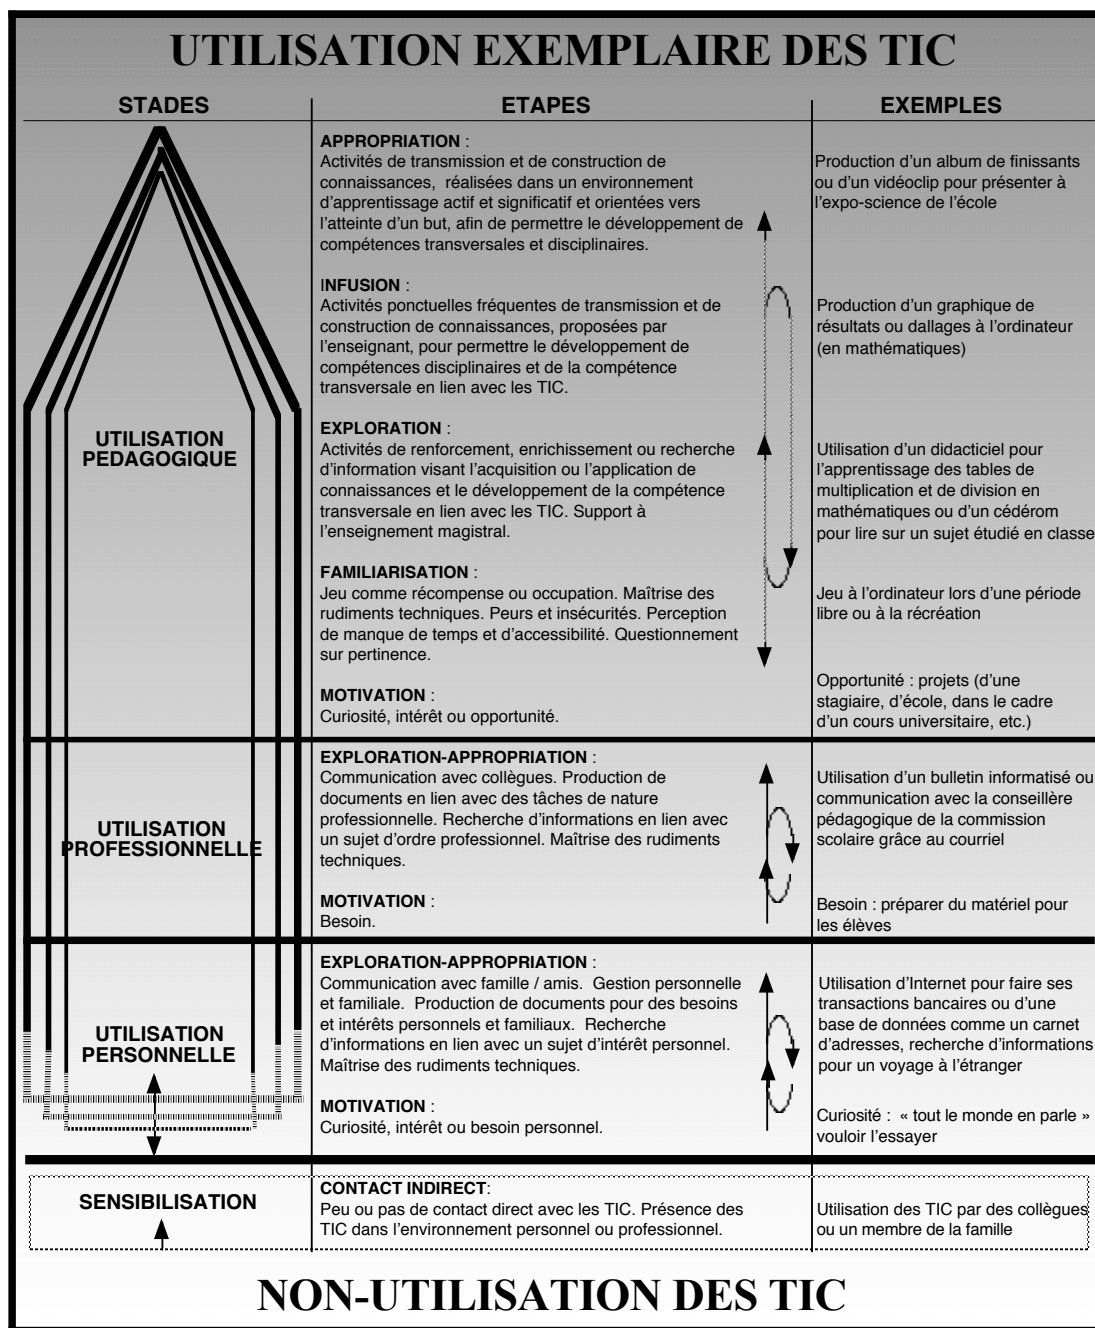 UTILISATION EXEMPLAIRE DES TIC
STADES
ETAPES
EXEMPLES
APPROPRIATION :
Activités de transmission et de construction de
connaissances, réalisées dans un environnement
d'apprentissage actif et significatif et orientées vers
l'atteinte d'un but, afin de permettre le développement de
compétences transversales et disciplinaires.
Production d'un album de finissants
ou d'un vidéoclip pour présenter à
l'expo-science de l'école
INFUSION :
Activités ponctuelles fréquentes de transmission et de
construction de connaissances, proposées par
l'enseignant, pour permettre le développement de
compétences disciplinaires et de la compétence
transversale en lien avec les TIC.
Production d'un graphique de
résultats ou dallages à l'ordinateur
(en mathématiques)
UTILISATION
PEDAGOGIQUE
EXPLORATION :
Activités de renforcement, enrichissement ou recherche
d'information visant l'acquisition ou l'application de
connaissances et le développement de la compétence
transversale en lien avec les TIC. Support à
l'enseignement magistral.
Utilisation d'un didacticiel pour
l'apprentissage des tables de
multiplication et de division en
mathématiques ou d'un cédérom
pour lire sur un sujet étudié en classe
FAMILIARISATION :
Jeu comme récompense ou occupation. Maîtrise des
rudiments techniques. Peurs et insécurités. Perception
de manque de temps et d'accessibilité. Questionnement
sur pertinence.
Jeu à l'ordinateur lors d'une période
libre ou à la récréation
MOTIVATION :
Curiosité, intérêt ou opportunité.
Opportunité : projets (d'une
stagiaire, d'école, dans le cadre
d'un cours universitaire, etc.)
UTILISATION
PROFESSIONNELLE
EXPLORATION-APPROPRIATION :
Communication avec collègues. Production de
documents en lien avec des tâches de nature
professionnelle. Recherche d'informations en lien avec
un sujet d'ordre professionnel. Maîtrise des rudiments
techniques.
Utilisation d'un bulletin informatisé ou
communication avec la conseillère
pédagogique de la commission
scolaire grâce au courriel
MOTIVATION :
Besoin.
Besoin : préparer du matériel pour
les élèves
UTILISATION
PERSONNELLE
EXPLORATION-APPROPRIATION :
Communication avec famille / amis. Gestion personnelle
et familiale. Production de documents pour des besoins
et intérêts personnels et familiaux. Recherche
d'informations en lien avec un sujet d'intérêt personnel.
Maîtrise des rudiments techniques.
Utilisation d'Internet pour faire ses
transactions bancaires ou d'une
base de données comme un carnet
d'adresses, recherche d'informations
pour un voyage à l'étranger
MOTIVATION :
Curiosité, intérêt ou besoin personnel.
Curiosité : « tout le monde en parle »
vouloir l'essayer
SENSIBILISATION
CONTACT INDIRECT:
Peu ou pas de contact direct avec les TIC. Présence des
TIC dans l'environnement personnel ou professionnel.
Utilisation des TIC par des collègues
ou un membre de la famille
NON-UTILISATION DES TIC